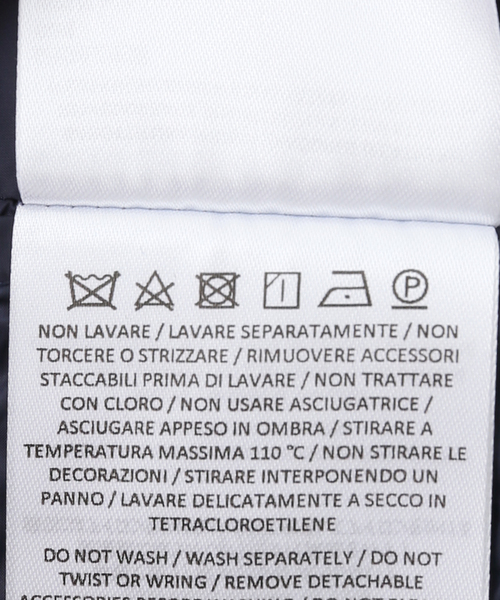 P
NON LAVARE / LAVARE SEPARATAMENTE / NON
TORCERE O STRIZZARE / RIMUOVERE ACCESSORI
STACCABILI PRIMA DI LAVARE / NON TRATTARE
CON CLORO / NON USARE ASCIUGATRICE /
ASCIUGARE APPESO IN OMBRA / STIRARE A
TEMPERATURA MASSIMA 110 °C / NON STIRARE LE
DECORAZIONI / STIRARE INTERPONENDO UN
PANNO / LAVARE DELICATAMENTE A SECCO IN
TETRACLOROETILENE
DO NOT WASH / WASH SEPARATELY / DO NOT
TWIST OR WRING / REMOVE DETACHABLE